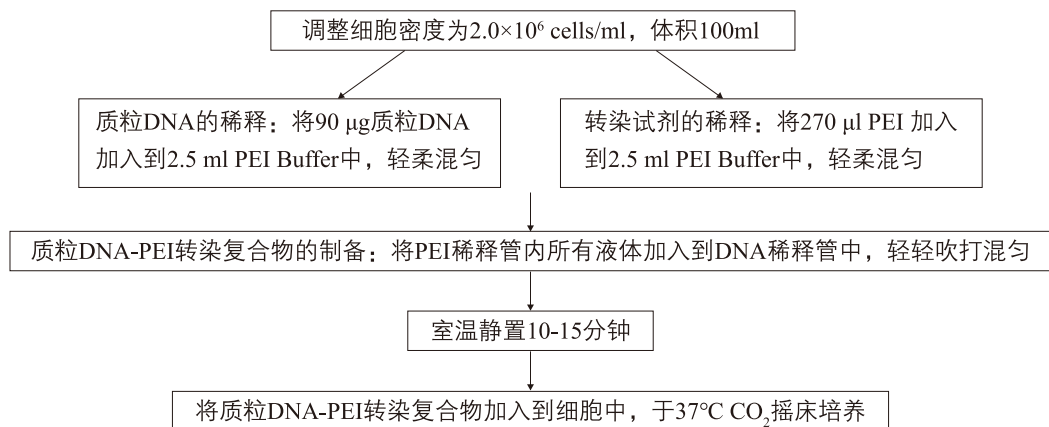 调整细胞密度为2.0×10⁶ cells/ml，体积100ml
质粒DNA的稀释：将90 μg质粒DNA
加入到2.5 ml PEI Buffer中，轻柔混匀
转染试剂的稀释：将270 μl PEI 加入
到2.5 ml PEI Buffer中，轻柔混匀
质粒DNA-PEI转染复合物的制备：将PEI稀释管内所有液体加入到DNA稀释管中，轻轻吹打混匀
室温静置10-15分钟
将质粒DNA-PEI转染复合物加入到细胞中，于37°C CO₂摇床培养